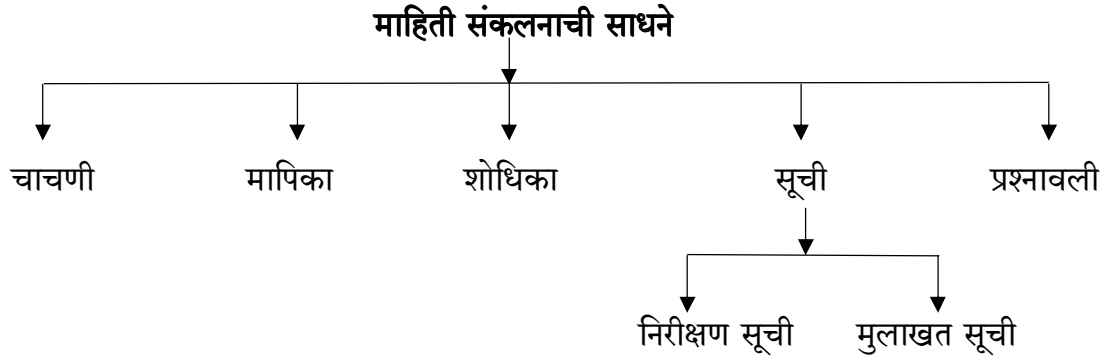 माहिती संकलनाची साधने
चाचणी मापिका शोधिका सूची प्रश्नावली
निरीक्षण सूची मुलाखत सूची